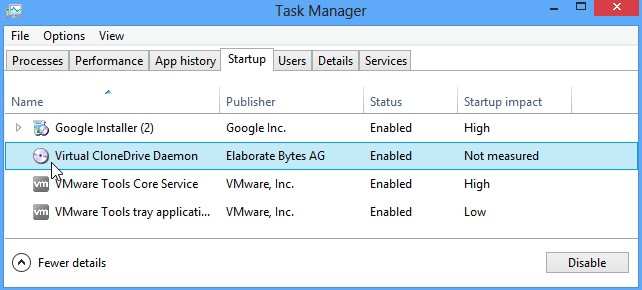 Task Manager
File Options View
Processes Performance App history Startup Users Details Services
Name Publisher Status Startup impact
Google Installer (2) Google Inc. Enabled High
Virtual CloneDrive Daemon Elaborate Bytes AG Enabled Not measured
vm VMware Tools Core Service VMware, Inc. Enabled High
vm VMware Tools tray applicati... VMware, Inc. Enabled Low
Fewer details Disable